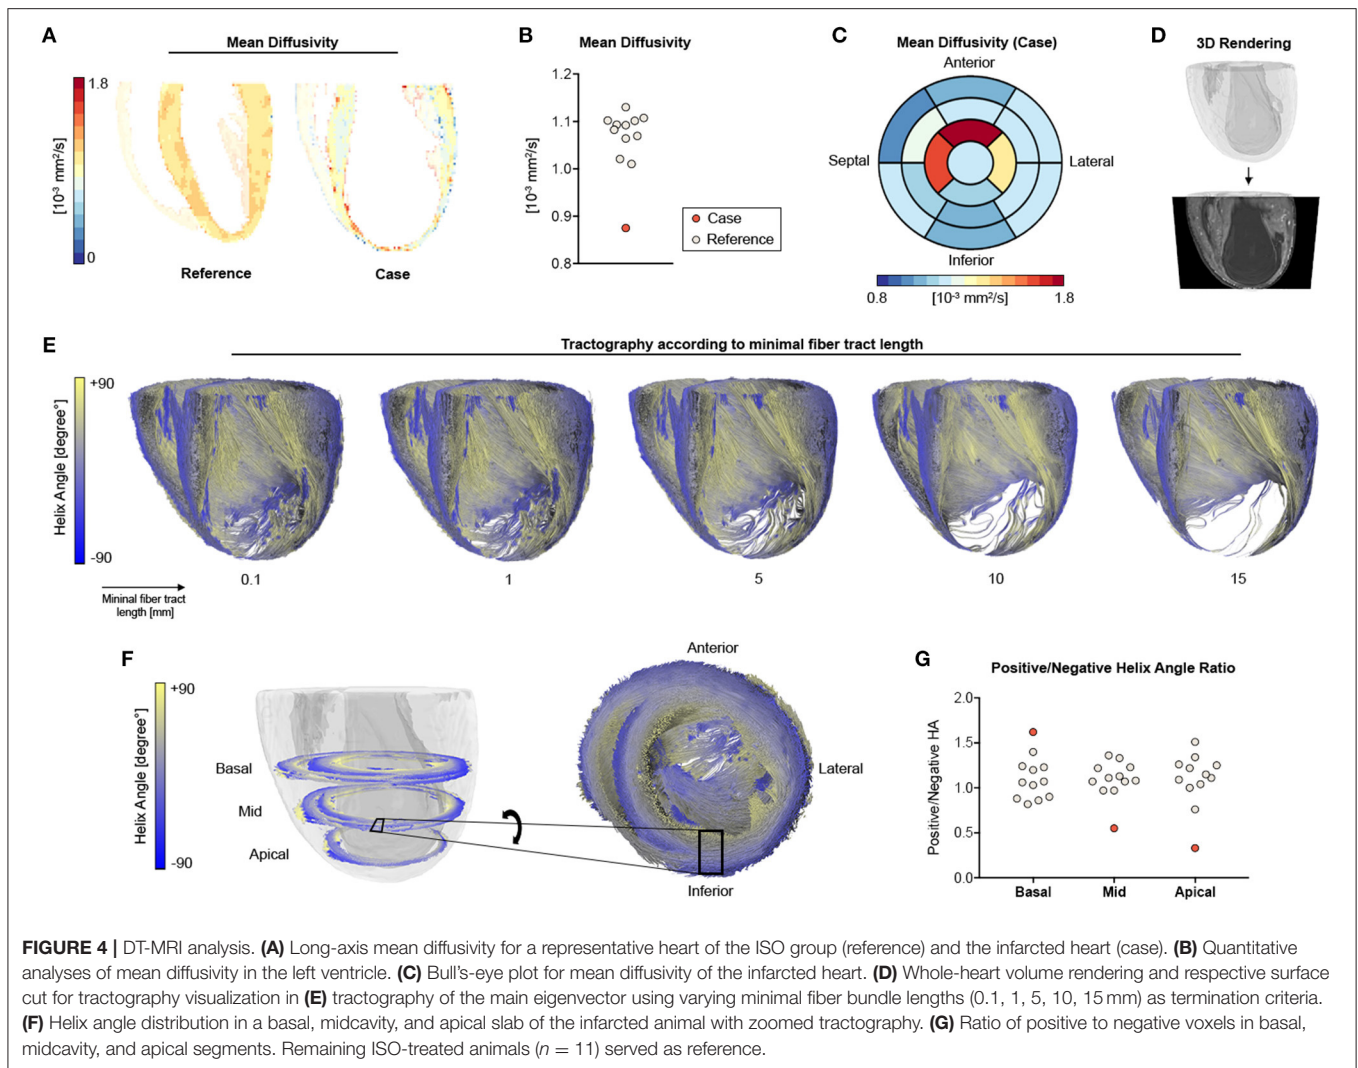 A
Mean Diffusivity
1.8
0
[10⁻³ mm²/s]
Reference
Case
B
Mean Diffusivity
1.2
1.1
1.0
0.9
0.8
[10⁻³ mm²/s]
Case
Reference
C
Mean Diffusivity (Case)
Anterior
Septal
Lateral
Inferior
0.8
[10⁻³ mm²/s]
1.8
D
3D Rendering
E
Tractography according to minimal fiber tract length
+90
-90
Helix Angle [degree°]
0.1
1
5
10
15
Mininal fiber tract
length [mm]
F
+90
-90
Helix Angle [degree°]
Basal
Mid
Apical
Anterior
Lateral
Inferior
G
Positive/Negative Helix Angle Ratio
2.0
1.5
1.0
0.5
0.0
Positive/Negative HA
Basal
Mid
Apical
FIGURE 4 | DT-MRI analysis. (A) Long-axis mean diffusivity for a representative heart of the ISO group (reference) and the infarcted heart (case). (B) Quantitative
analyses of mean diffusivity in the left ventricle. (C) Bull's-eye plot for mean diffusivity of the infarcted heart. (D) Whole-heart volume rendering and respective surface
cut for tractography visualization in (E) tractography of the main eigenvector using varying minimal fiber bundle lengths (0.1, 1, 5, 10, 15 mm) as termination criteria.
(F) Helix angle distribution in a basal, midcavity, and apical slab of the infarcted animal with zoomed tractography. (G) Ratio of positive to negative voxels in basal,
midcavity, and apical segments. Remaining ISO-treated animals (n = 11) served as reference.